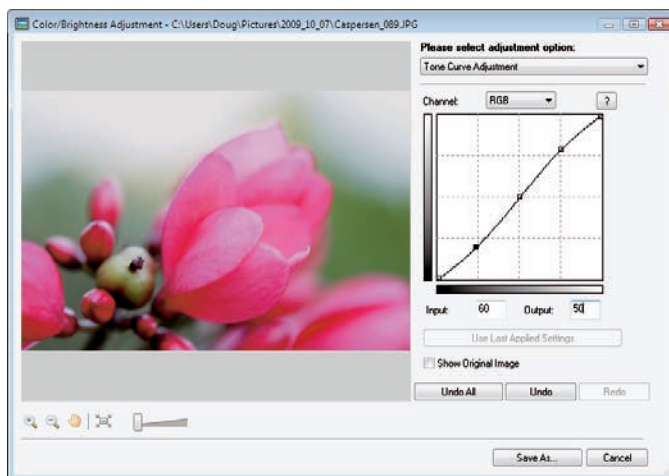 Color/Brightness Adjustment - C:\Users\Doug\Pictures\2009_10_07\Caspersen_089.JPG
Please select adjustment option:
Tone Curve Adjustment
Channel: RGB ?
Input: 60 Output: 50
Use Last Applied Settings
Show Original Image
Undo All Undo Redo
Save As... Cancel